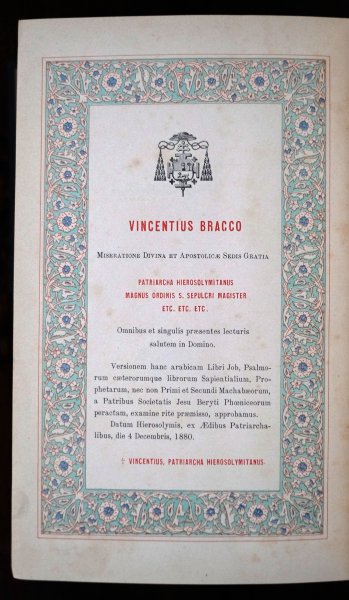 VINCENTIUS BRACCO
Miseratione Divina et Apostolicæ Sedis Gratia
PATRIARCHA HIEROSOLYMITANUS
MAGNUS ORDINIS S. SEPULCRI MAGISTER
ETC. ETC. ETC.
Omnibus et singulis præsentes lecturis
salutem in Domino.
Versionem hanc arabicam Libri Job, Psalmo-
rum cæterorumque librorum Sapientialium, Pro-
phetarum, nec non Primi et Secundi Machabæorum,
a Patribus Societatis Jesu Beryti Phœniceorum
peractam, examine rite præmisso, approbamus.
Datum Hierosolymis, ex Ædibus Patriarcha-
libus, die 4 Decembris, 1880.
† VINCENTIUS, PATRIARCHA HIEROSOLYMITANUS.